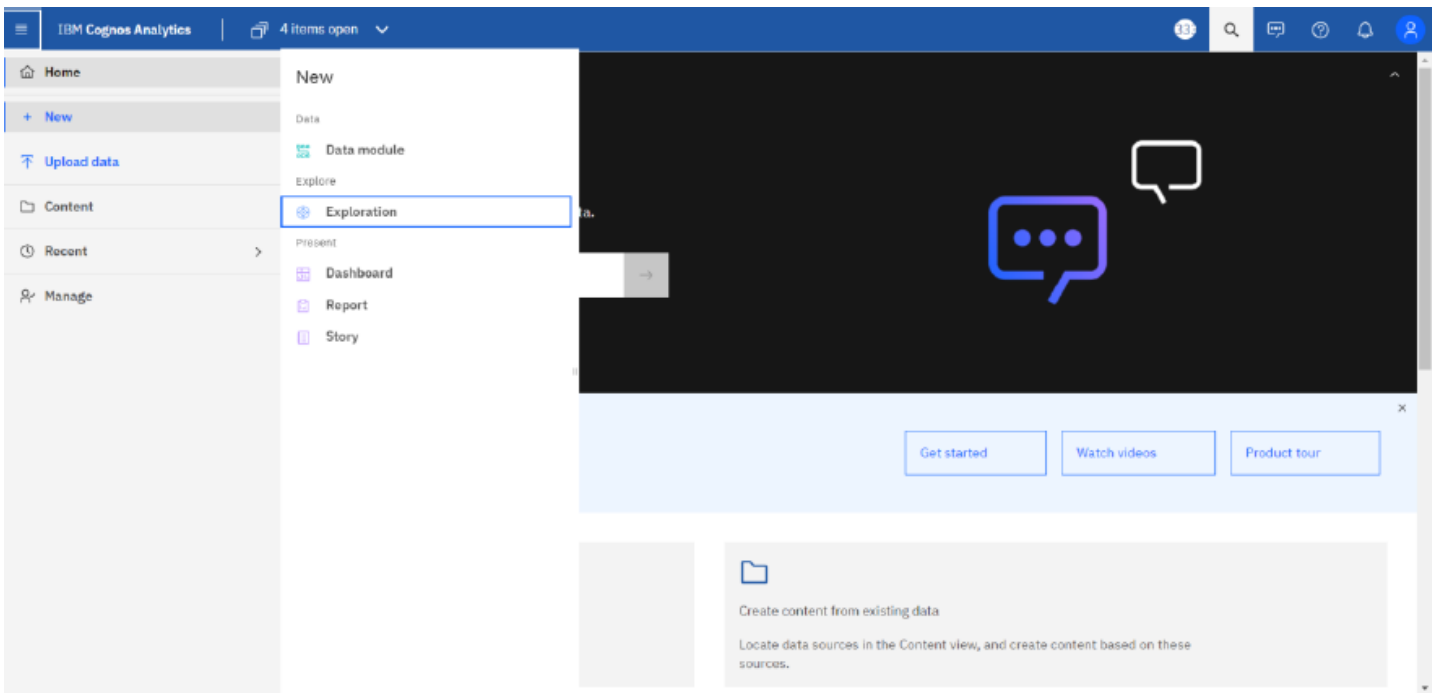 IBM Cognos Analytics
4 items open
Home
New
Upload data
Content
Recent
Manage
New
Data
Data module
Explore
Exploration
Present
Dashboard
Report
Story
ta.
Get started
Watch videos
Product tour
Create content from existing data
Locate data sources in the Content view, and create content based on these
sources.